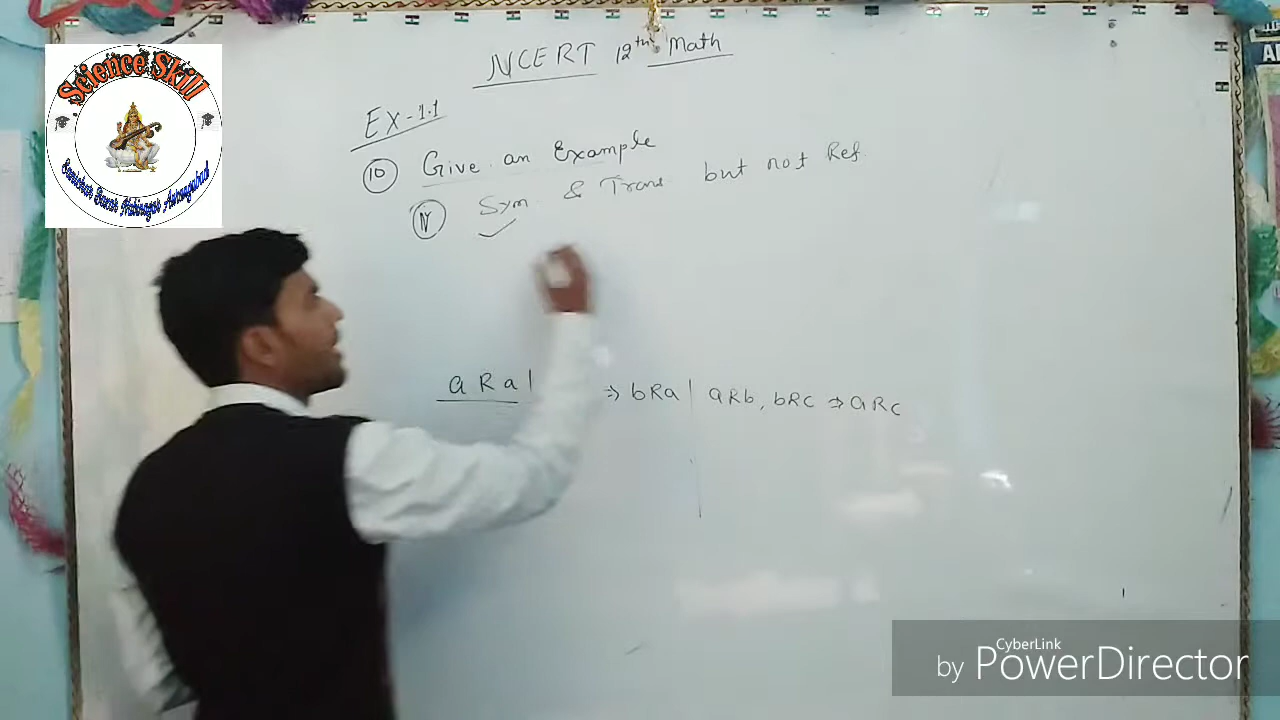 Science Skill
NCERT 12th Math
Ex-1.1
10 Give an Example
IV Sym & Trans but not Ref
aRa | ⇒ bRa | aRb, bRc ⇒ aRc
CyberLink
by PowerDirector